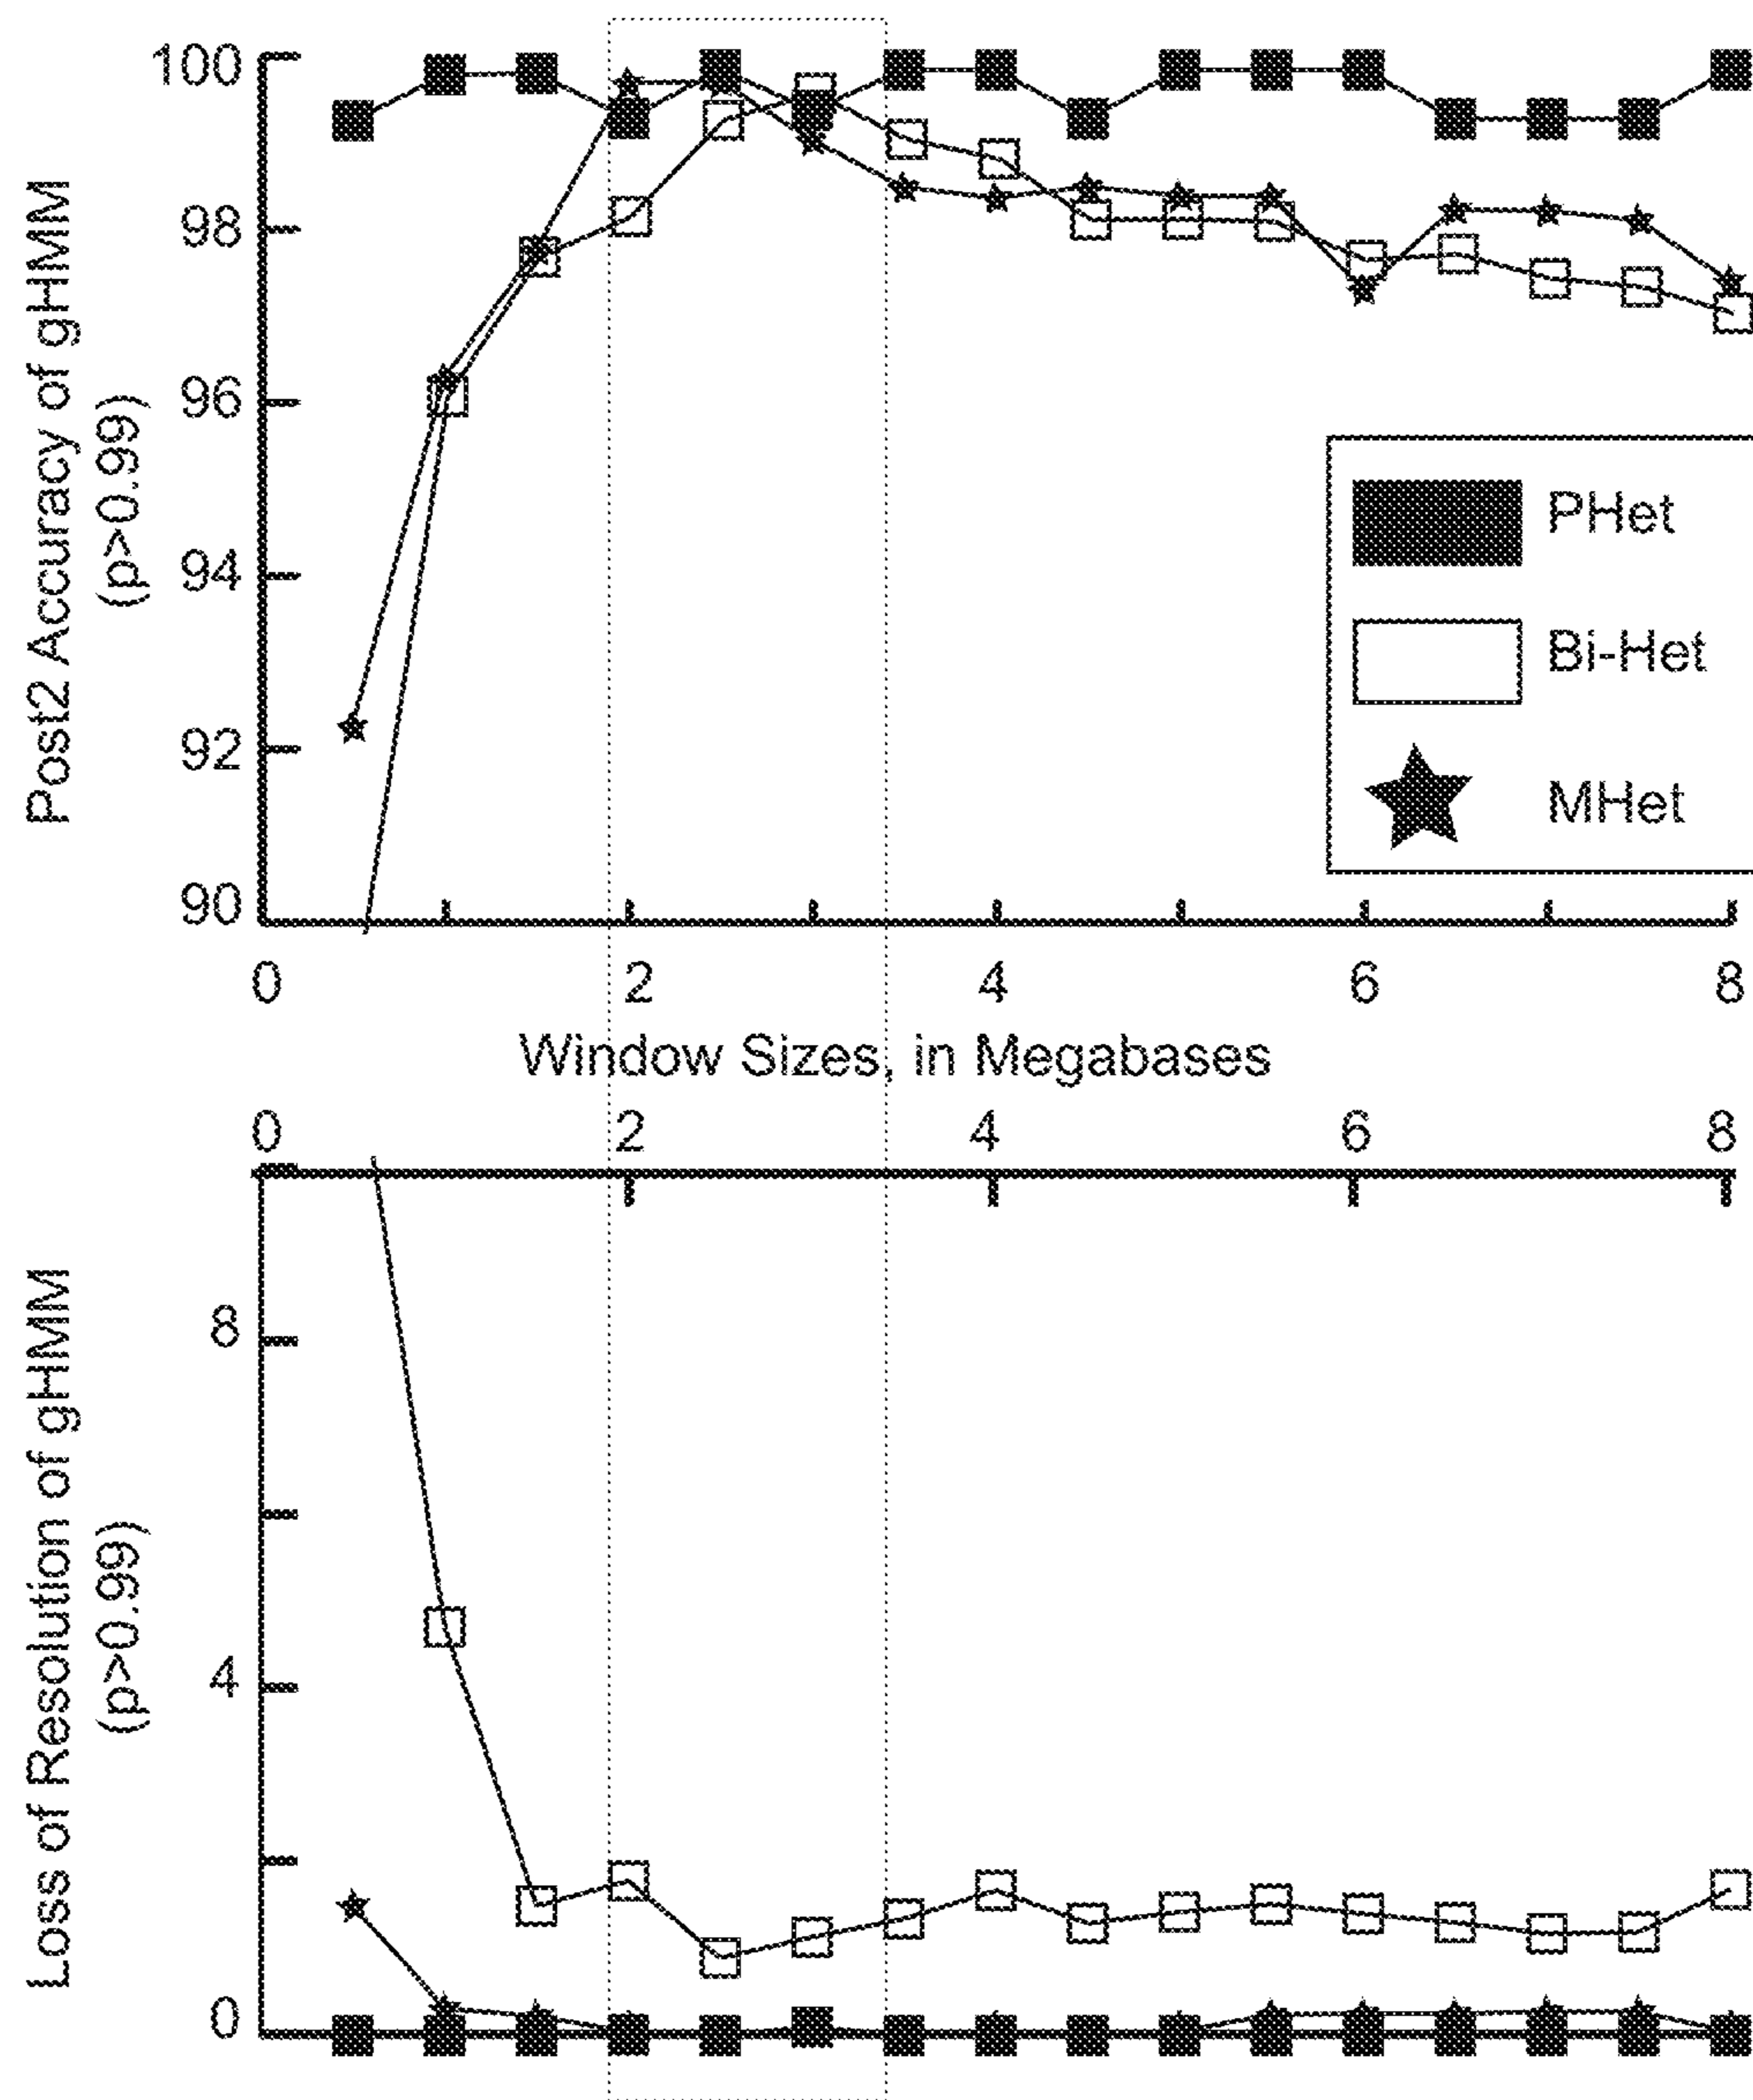 Post2 Accuracy of gHMM
(p>0.99)
100
98
96
94
92
90
PHet
Bi-Het
MHet
0 2 4 6 8
Window Sizes, in Megabases
0 2 4 6 8
Loss of Resolution of gHMM
(p>0.99)
8
4
0